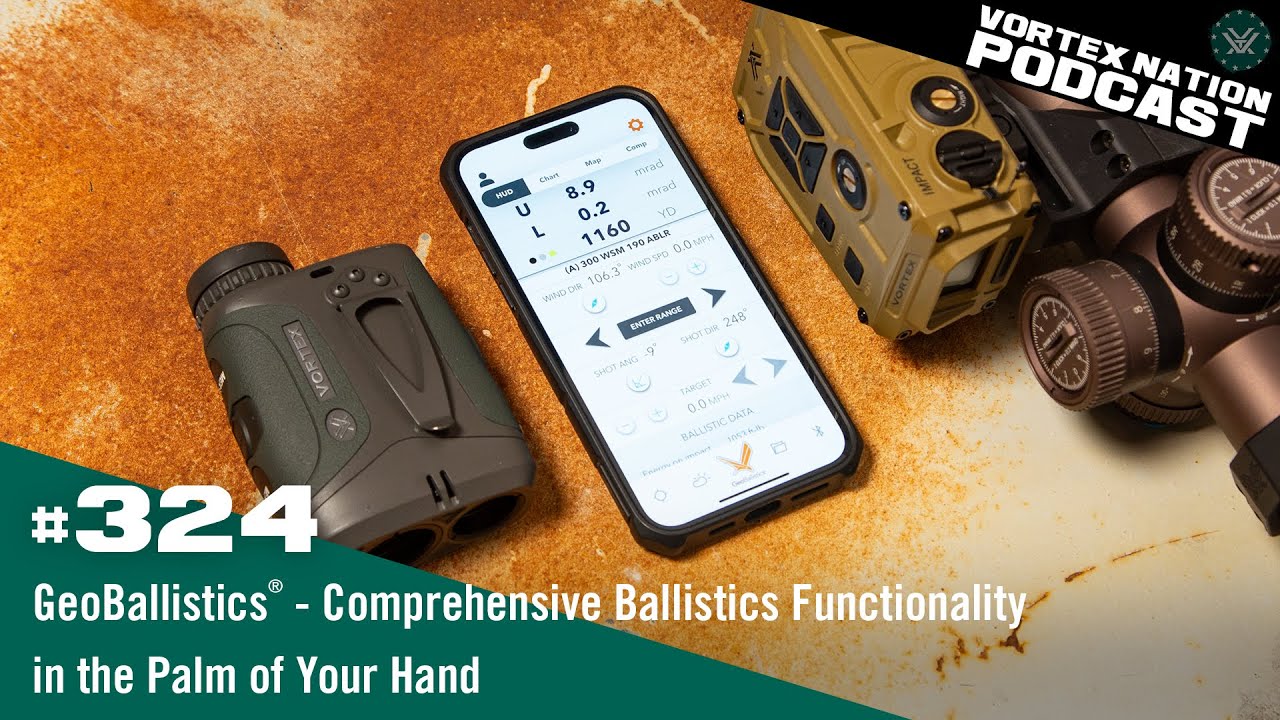 VORTEX NATION
PODCAST
HUD Chart Map Comp
U 8.9 mrad
L 0.2 mrad
1160 YD
(A) 300 WSM 190 ABLR
WIND DIR 106.3° WIND SPD 0.0 MPH
ENTER RANGE
SHOT ANG -9° SHOT DIR 248°
TARGET
0.0 MPH
BALLISTIC DATA
GeoBallistics
VORTEX
IMPACT
VORTEX
#324
GeoBallistics® - Comprehensive Ballistics Functionality
in the Palm of Your Hand